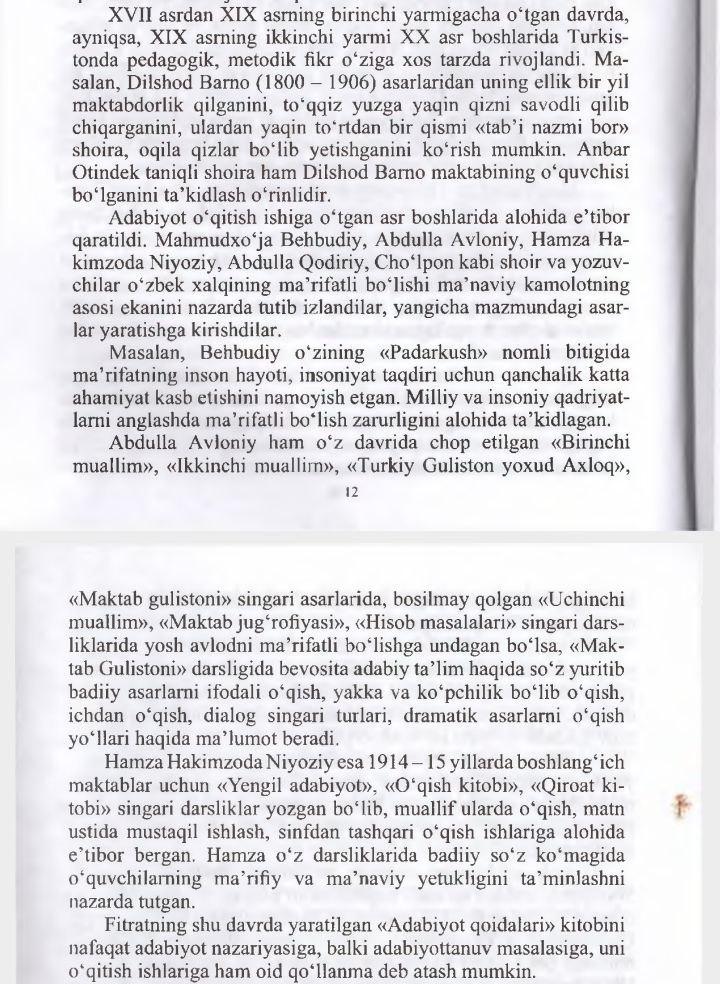 XVII asrdan XIX asrning birinchi yarmigacha o‘tgan davrda,
ayniqsa, XIX asrning ikkinchi yarmi XX asr boshlarida Turkis-
tonda pedagogik, metodik fikr o‘ziga xos tarzda rivojlandi. Ma-
salan, Dilshod Barno (1800 – 1906) asarlaridan uning ellik bir yil
maktabdorlik qilganini, to‘qqiz yuzga yaqin qizni savodli qilib
chiqarganini, ulardan yaqin to‘rtdan bir qismi «tab’i nazmi bor»
shoira, oqila qizlar bo‘lib yetishganini ko‘rish mumkin. Anbar
Otindek taniqli shoira ham Dilshod Barno maktabining o‘quvchisi
bo‘lganini ta’kidlash o‘rinlidir.
Adabiyot o‘qitish ishiga o‘tgan asr boshlarida alohida e’tibor
qaratildi. Mahmudxo‘ja Behbudiy, Abdulla Avloniy, Hamza Ha-
kimzoda Niyoziy, Abdulla Qodiriy, Cho‘lpon kabi shoir va yozuv-
chilar o‘zbek xalqining ma’rifatli bo‘lishi ma’naviy kamolotning
asosi ekanini nazarda tutib izlandilar, yangicha mazmundagi asar-
lar yaratishga kirishdilar.
Masalan, Behbudiy o‘zining «Padarkush» nomli bitigida
ma’rifatning inson hayoti, insoniyat taqdiri uchun qanchalik katta
ahamiyat kasb etishini namoyish etgan. Milliy va insoniy qadriyat-
larni anglashda ma’rifatli bo‘lish zarurligini alohida ta’kidlagan.
Abdulla Avloniy ham o‘z davrida chop etilgan «Birinchi
muallim», «Ikkinchi muallim», «Turkiy Guliston yoxud Axloq»,
12
«Maktab gulistoni» singari asarlarida, bosilmay qolgan «Uchinchi
muallim», «Maktab jug‘rofiyasi», «Hisob masalalari» singari dars-
liklarida yosh avlodni ma’rifatli bo‘lishga undagan bo‘lsa, «Mak-
tab Gulistoni» darsligida bevosita adabiy ta’lim haqida so‘z yuritib
badiiy asarlarni ifodali o‘qish, yakka va ko‘pchilik bo‘lib o‘qish,
ichdan o‘qish, dialog singari turlari, dramatik asarlarni o‘qish
yo‘llari haqida ma’lumot beradi.
Hamza Hakimzoda Niyoziy esa 1914 – 15 yillarda boshlang‘ich
maktablar uchun «Yengil adabiyot», «O‘qish kitobi», «Qiroat ki-
tobi» singari darsliklar yozgan bo‘lib, muallif ularda o‘qish, matn
ustida mustaqil ishlash, sinfdan tashqari o‘qish ishlariga alohida
e’tibor bergan. Hamza o‘z darsliklarida badiiy so‘z ko‘magida
o‘quvchilarning ma’rifiy va ma’naviy yetukligini ta’minlashni
nazarda tutgan.
Fitratning shu davrda yaratilgan «Adabiyot qoidalari» kitobini
nafaqat adabiyot nazariyasiga, balki adabiyottanuv masalasiga, uni
o‘qitish ishlariga ham oid qo‘llanma deb atash mumkin.